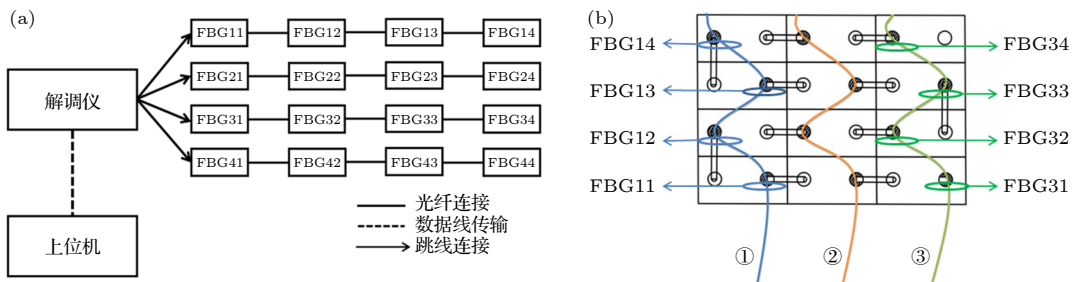 (a)
FBG11 FBG12 FBG13 FBG14
FBG21 FBG22 FBG23 FBG24
解调仪
FBG31 FBG32 FBG33 FBG34
FBG41 FBG42 FBG43 FBG44
上位机
光纤连接
数据线传输
跳线连接
(b)
FBG14 FBG34
FBG13 FBG33
FBG12 FBG32
FBG11 FBG31
① ② ③